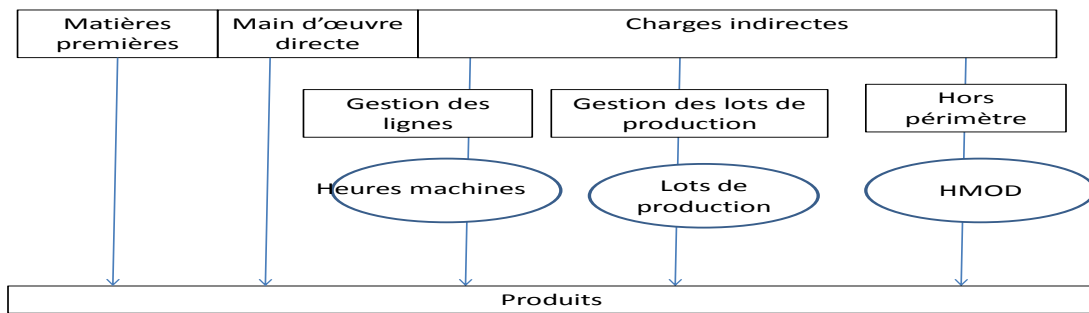 Matières
premières
Main d'œuvre
directe
Charges indirectes
Gestion des
lignes
Gestion des lots de
production
Hors
périmètre
Heures machines
Lots de
production
HMOD
Produits